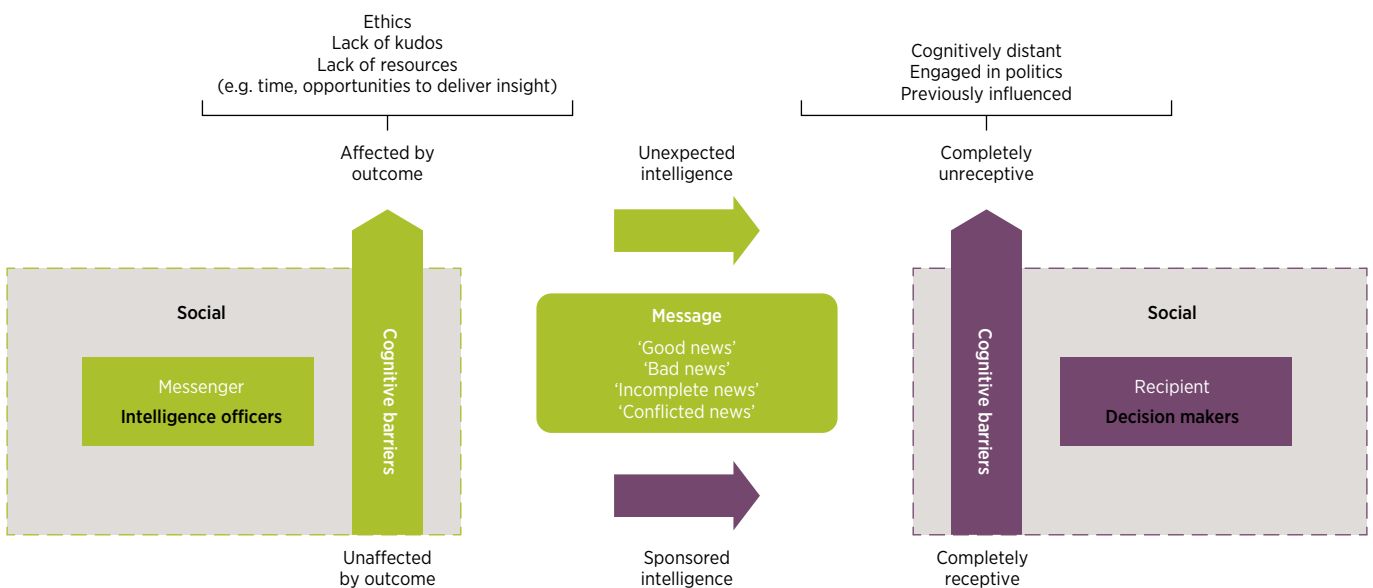 Ethics
Lack of kudos
Lack of resources
(e.g. time, opportunities to deliver insight)
Cognitively distant
Engaged in politics
Previously influenced
Affected by
outcome
Unexpected
intelligence
Completely
unreceptive
Social
Messenger
Intelligence officers
Cognitive barriers
Message
‘Good news’
‘Bad news’
‘Incomplete news’
‘Conflicted news’
Cognitive barriers
Social
Recipient
Decision makers
Unaffected
by outcome
Sponsored
intelligence
Completely
receptive